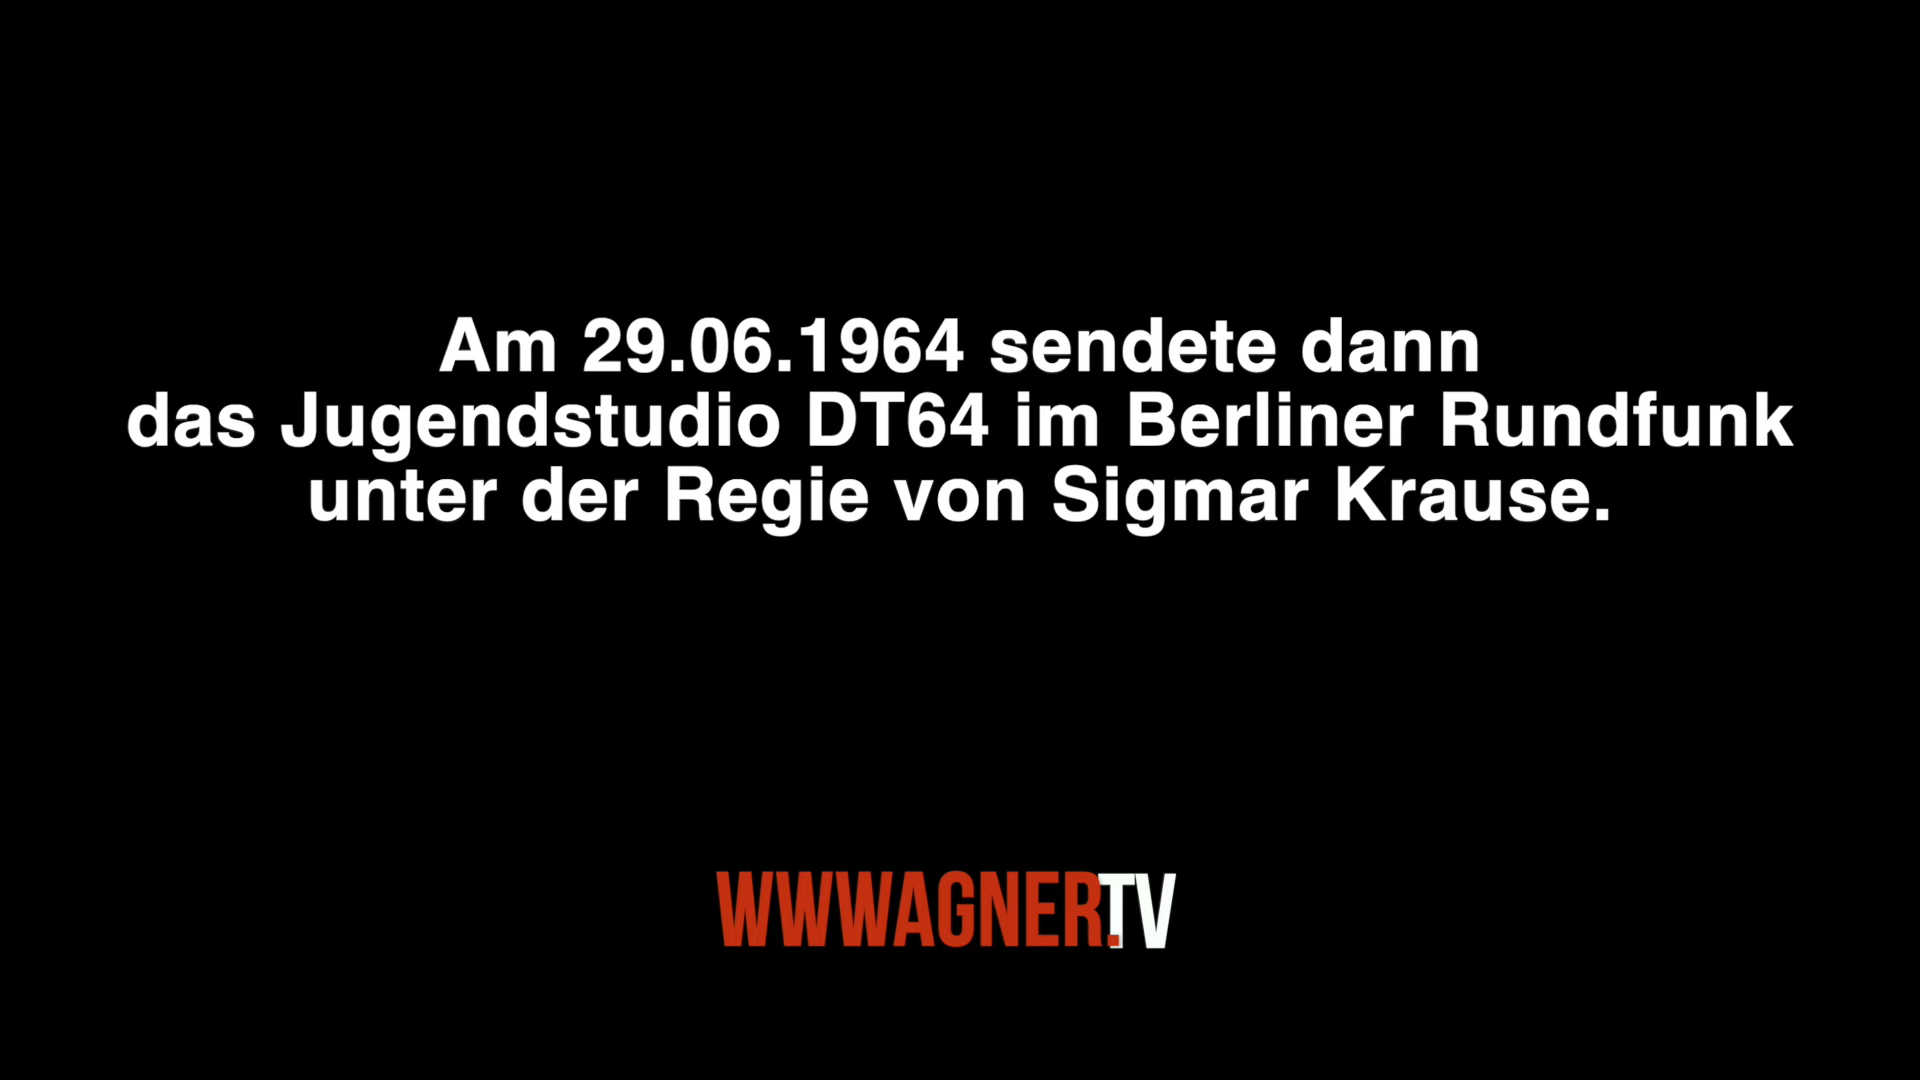 Am 29.06.1964 sendete dann
das Jugendstudio DT64 im Berliner Rundfunk
unter der Regie von Sigmar Krause.
WWWAGNER.TV